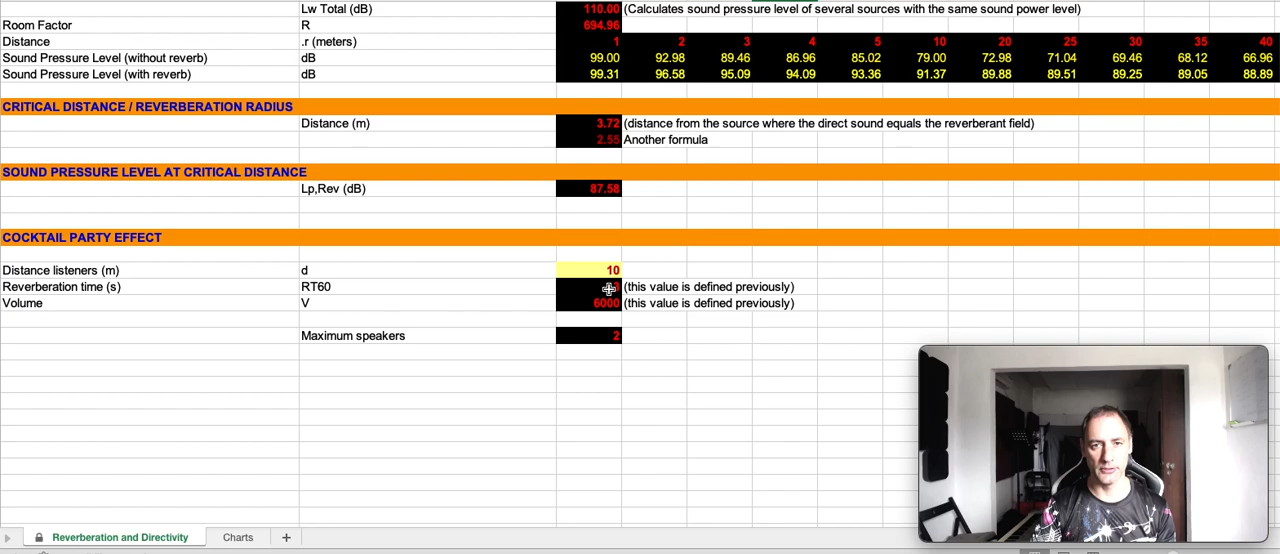 Lw Total (dB) 110.00 (Calculates sound pressure level of several sources with the same sound power level)
Room Factor R 694.96
Distance .r (meters) 1 2 3 4 5 10 20 25 30 35 40
Sound Pressure Level (without reverb) dB 99.00 92.98 89.46 86.96 85.02 79.00 72.98 71.04 69.46 68.12 66.96
Sound Pressure Level (with reverb) dB 99.31 96.58 95.09 94.09 93.36 91.37 89.88 89.51 89.25 89.05 88.89
CRITICAL DISTANCE / REVERBERATION RADIUS
Distance (m) 3.72 (distance from the source where the direct sound equals the reverberant field)
2.55 Another formula
SOUND PRESSURE LEVEL AT CRITICAL DISTANCE
Lp,Rev (dB) 87.58
COCKTAIL PARTY EFFECT
Distance listeners (m) d 10
Reverberation time (s) RT60 (this value is defined previously)
Volume V 6000 (this value is defined previously)
Maximum speakers 2
Reverberation and Directivity Charts +